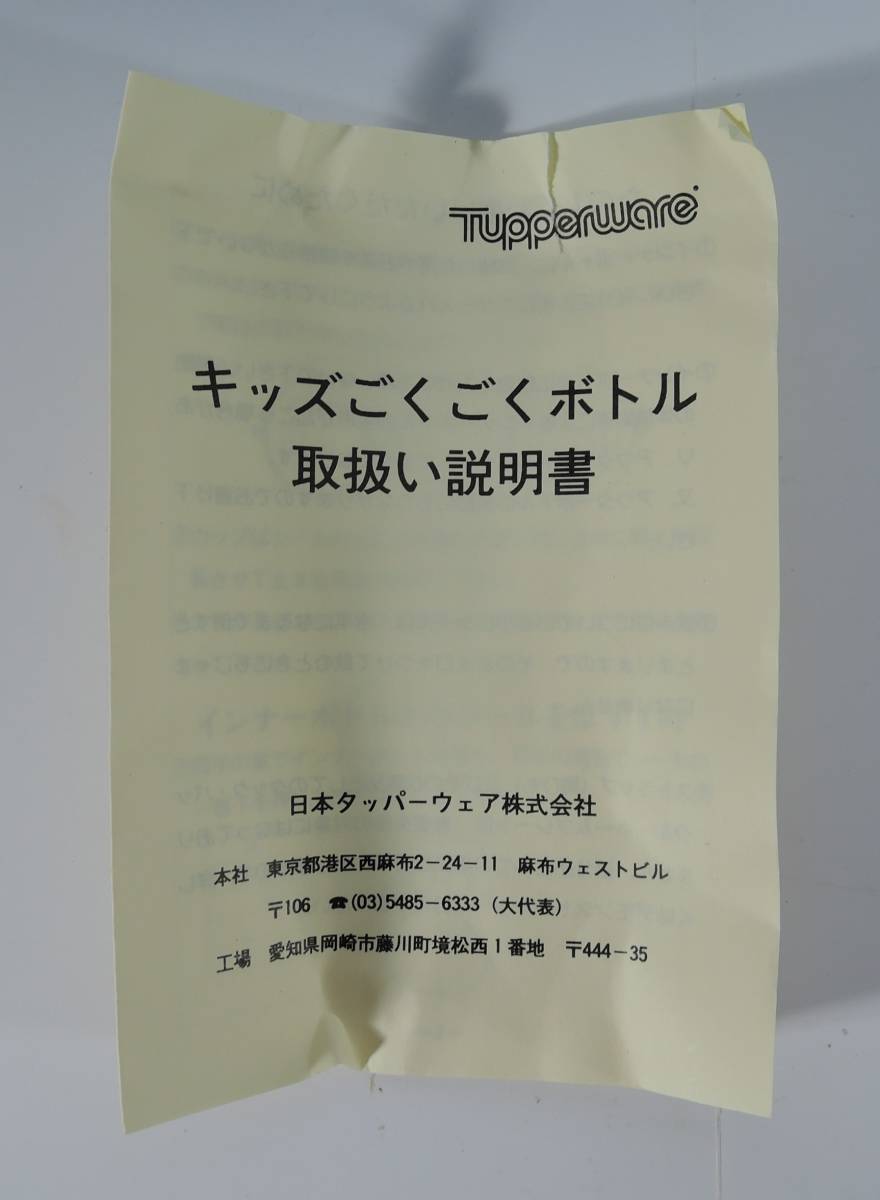 Tupperware
キッズごくごくボトル
取扱い説明書
日本タッパーウェア株式会社
本社 東京都港区西麻布2-24-11 麻布ウェストビル
〒106 ☎(03)5485-6333 (大代表)
工場 愛知県岡崎市藤川町境松西1番地 〒444-35